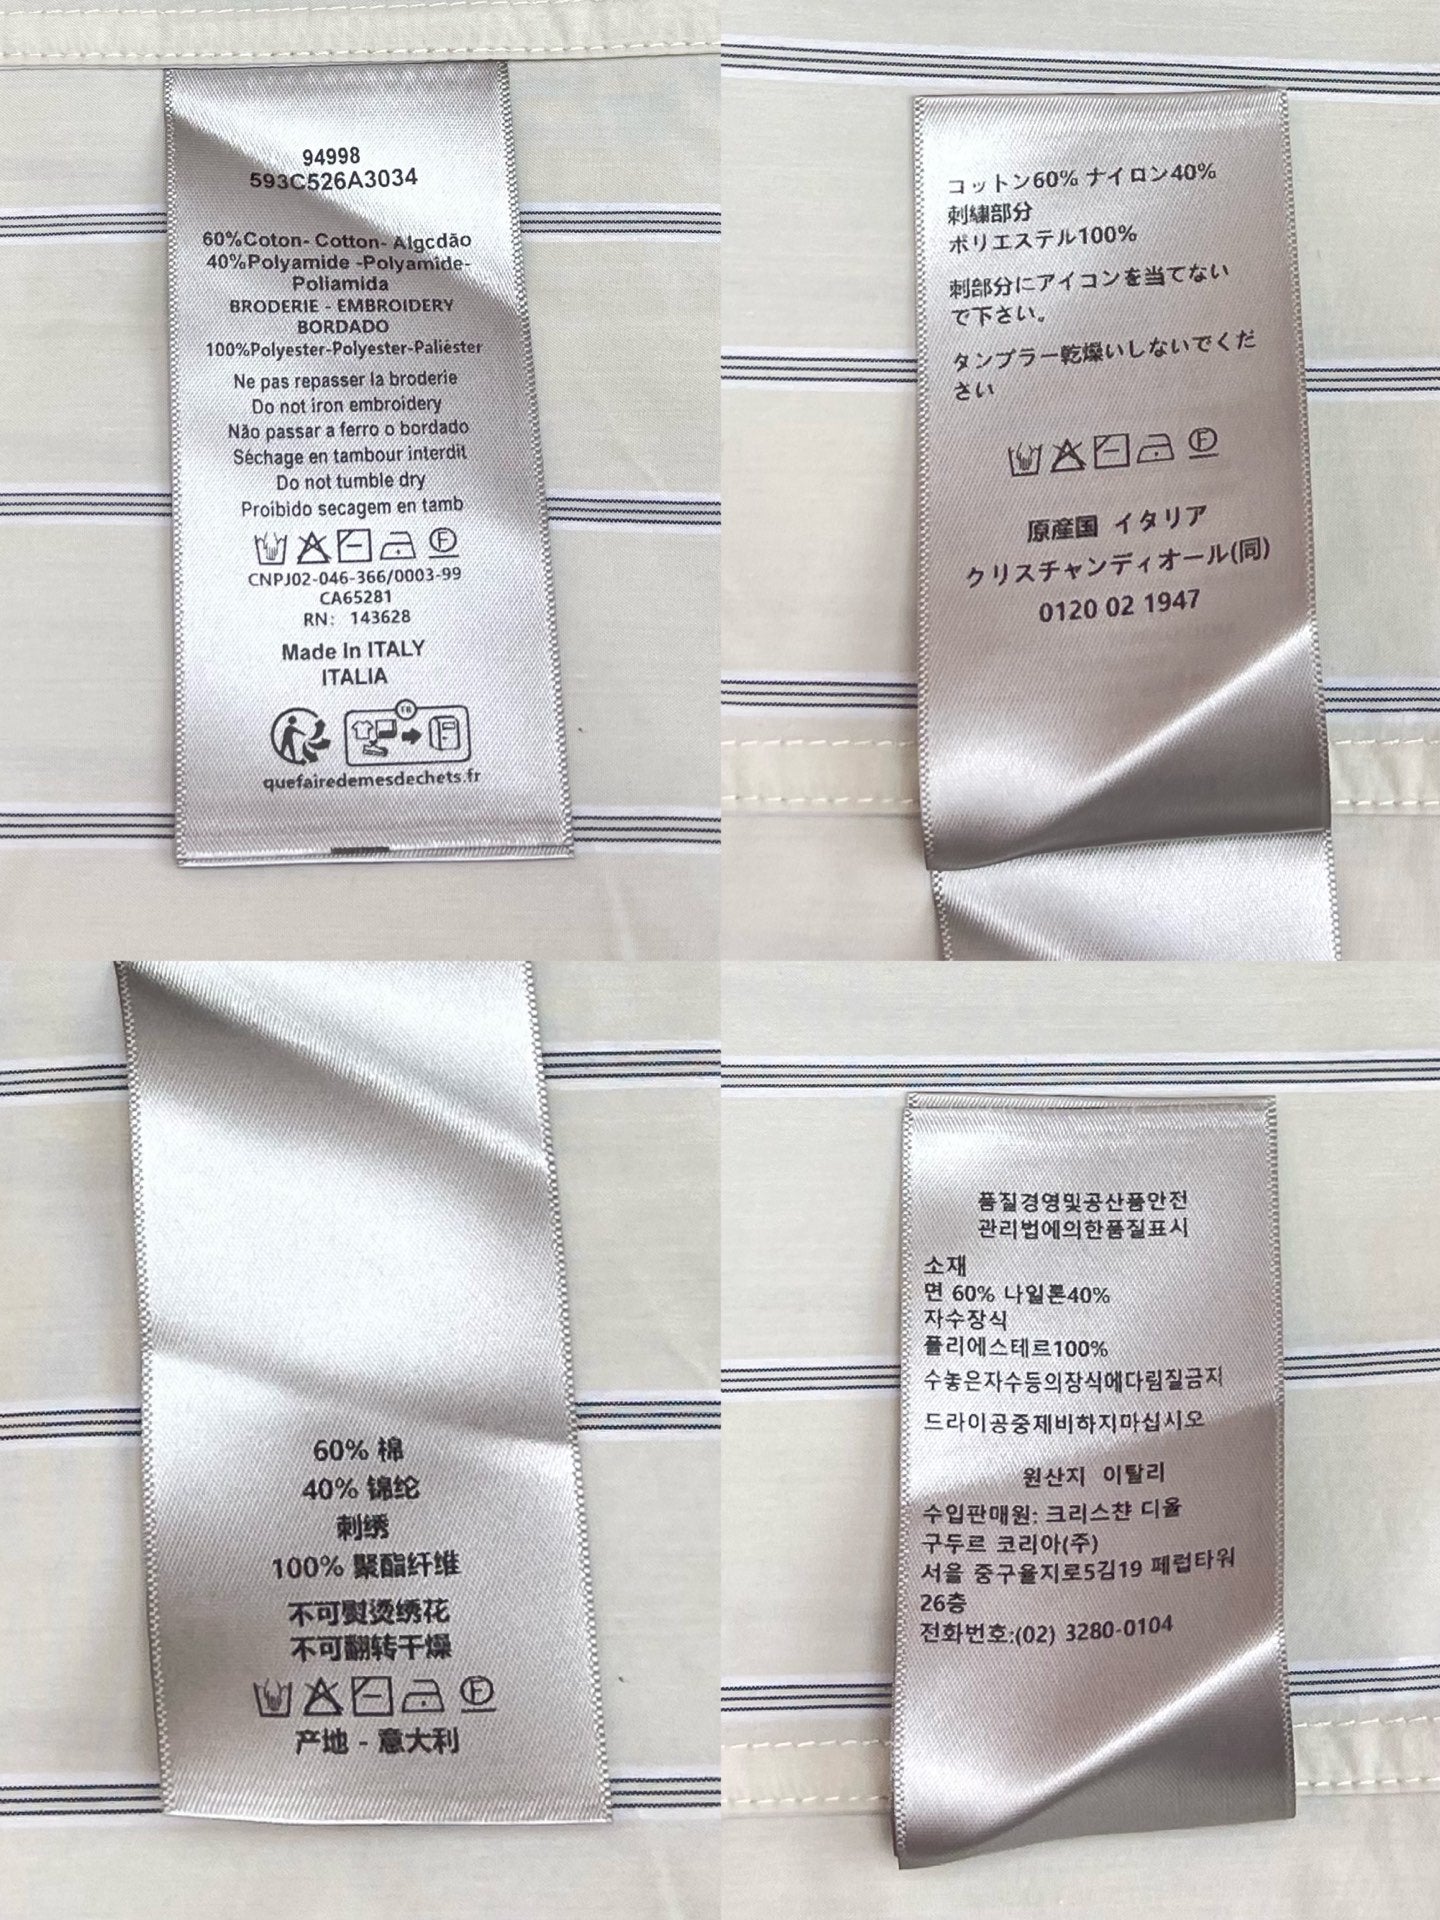 94998
593C526A3034
60%Coton- Cotton- Algcdão
40%Polyamide -Polyamide-
Poliamida
BRODERIE - EMBROIDERY
BORDADO
100%Polyester-Polyester-Paliéster
Ne pas repasser la broderie
Do not iron embroidery
Não passar a ferro o bordado
Séchage en tambour interdit
Do not tumble dry
Proibido secagem en tamb
F
CNPJ02-046-366/0003-99
CA65281
RN: 143628
Made In ITALY
ITALIA
FR
quefairedemesdechets.fr
コットン60% ナイロン40%
刺繍部分
ポリエステル100%
刺部分にアイコンを当てない
で下さい。
タンプラー乾燥いしないでくだ
さい
F
原産国 イタリア
クリスチャンディオール(同)
0120 02 1947
60% 棉
40% 锦纶
刺绣
100% 聚酯纤维
不可熨烫绣花
不可翻转干燥
F
产地 - 意大利
품질경영및공산품안전
관리법에의한품질표시
소재
면 60% 나일론40%
자수장식
폴리에스테르100%
수놓은자수등의장식에다림질금지
드라이공중제비하지마십시오
원산지 이탈리
수입판매원: 크리스챤 디올
구두르 코리아(주)
서울 중구율지로5김19 페럽타워
26층
전화번호:(02) 3280-0104